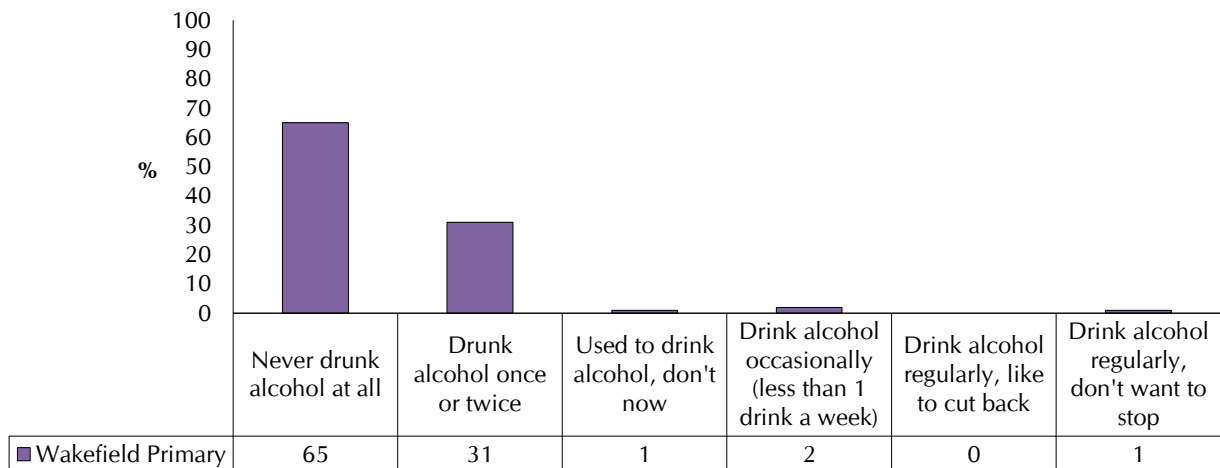 100
90
80
70
60
50
40
30
20
10
0
%
Never drunk
alcohol at all
Drunk
alcohol once
or twice
Used to drink
alcohol, don't
now
Drink alcohol
occasionally
(less than 1
drink a week)
Drink alcohol
regularly, like
to cut back
Drink alcohol
regularly,
don't want to
stop
Wakefield Primary 65 31 1 2 0 1